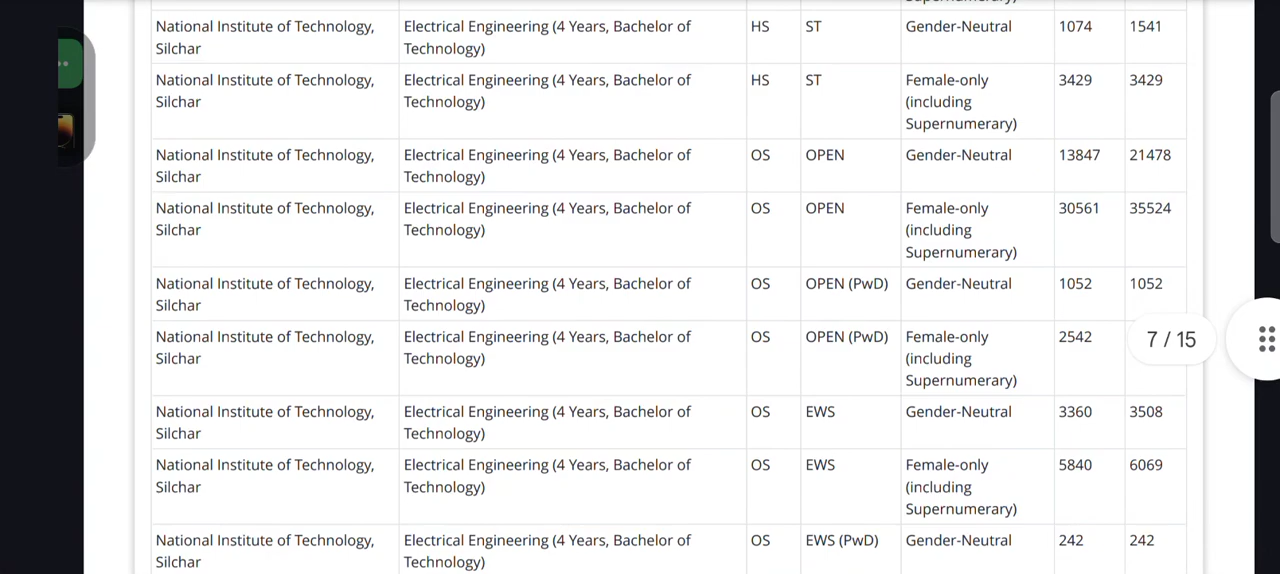 National Institute of Technology, Electrical Engineering (4 Years, Bachelor of HS ST Gender-Neutral 1074 1541
Silchar Technology)
National Institute of Technology, Electrical Engineering (4 Years, Bachelor of HS ST Female-only 3429 3429
Silchar Technology) (including
Supernumerary)
National Institute of Technology, Electrical Engineering (4 Years, Bachelor of OS OPEN Gender-Neutral 13847 21478
Silchar Technology)
National Institute of Technology, Electrical Engineering (4 Years, Bachelor of OS OPEN Female-only 30561 35524
Silchar Technology) (including
Supernumerary)
National Institute of Technology, Electrical Engineering (4 Years, Bachelor of OS OPEN (PwD) Gender-Neutral 1052 1052
Silchar Technology)
National Institute of Technology, Electrical Engineering (4 Years, Bachelor of OS OPEN (PwD) Female-only 2542 7 / 15
Silchar Technology) (including
Supernumerary)
National Institute of Technology, Electrical Engineering (4 Years, Bachelor of OS EWS Gender-Neutral 3360 3508
Silchar Technology)
National Institute of Technology, Electrical Engineering (4 Years, Bachelor of OS EWS Female-only 5840 6069
Silchar Technology) (including
Supernumerary)
National Institute of Technology, Electrical Engineering (4 Years, Bachelor of OS EWS (PwD) Gender-Neutral 242 242
Silchar Technology)